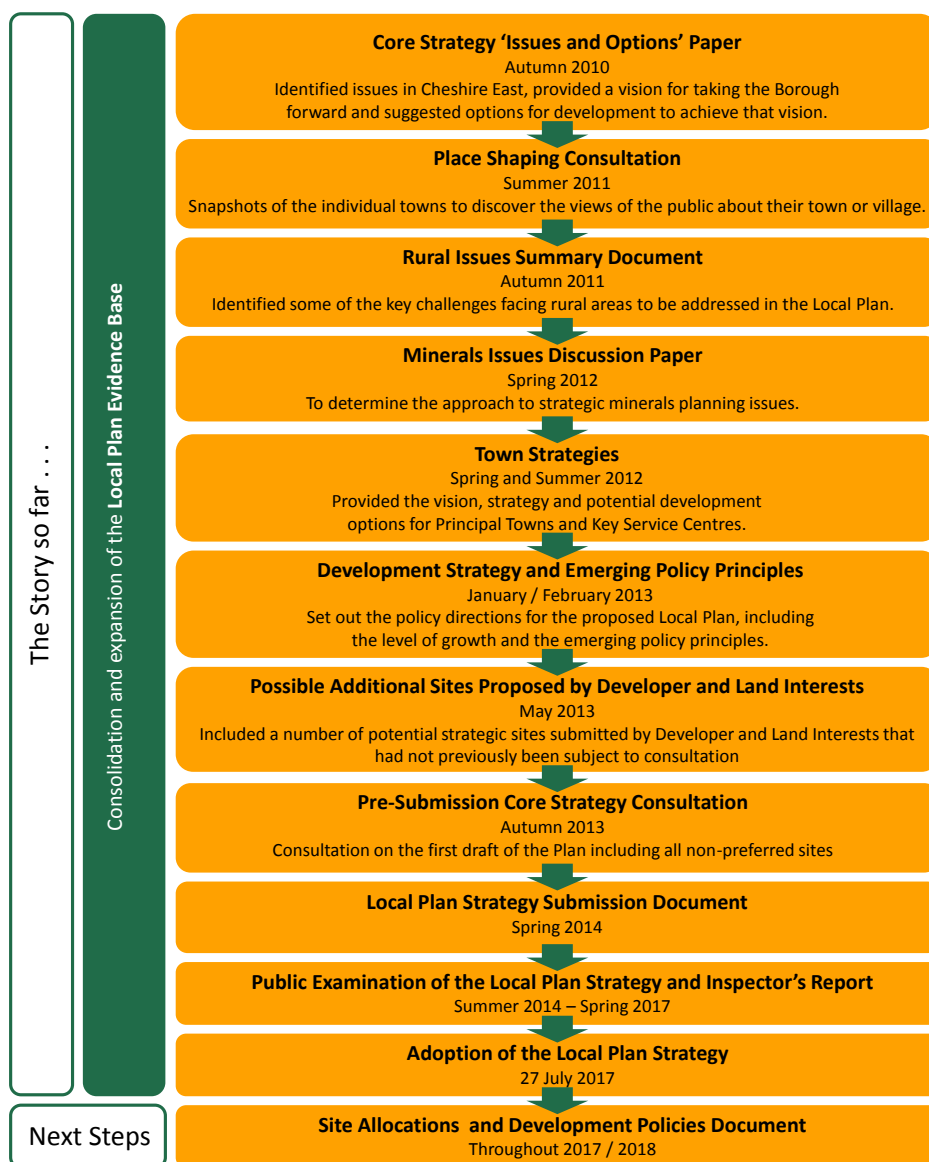 The Story so far . . .
Consolidation and expansion of the Local Plan Evidence Base
Core Strategy ‘Issues and Options’ Paper
Autumn 2010
Identified issues in Cheshire East, provided a vision for taking the Borough
forward and suggested options for development to achieve that vision.
Place Shaping Consultation
Summer 2011
Snapshots of the individual towns to discover the views of the public about their town or village.
Rural Issues Summary Document
Autumn 2011
Identified some of the key challenges facing rural areas to be addressed in the Local Plan.
Minerals Issues Discussion Paper
Spring 2012
To determine the approach to strategic minerals planning issues.
Town Strategies
Spring and Summer 2012
Provided the vision, strategy and potential development
options for Principal Towns and Key Service Centres.
Development Strategy and Emerging Policy Principles
January / February 2013
Set out the policy directions for the proposed Local Plan, including
the level of growth and the emerging policy principles.
Possible Additional Sites Proposed by Developer and Land Interests
May 2013
Included a number of potential strategic sites submitted by Developer and Land Interests that
had not previously been subject to consultation
Pre-Submission Core Strategy Consultation
Autumn 2013
Consultation on the first draft of the Plan including all non-preferred sites
Local Plan Strategy Submission Document
Spring 2014
Public Examination of the Local Plan Strategy and Inspector’s Report
Summer 2014 – Spring 2017
Adoption of the Local Plan Strategy
27 July 2017
Next Steps
Site Allocations and Development Policies Document
Throughout 2017 / 2018